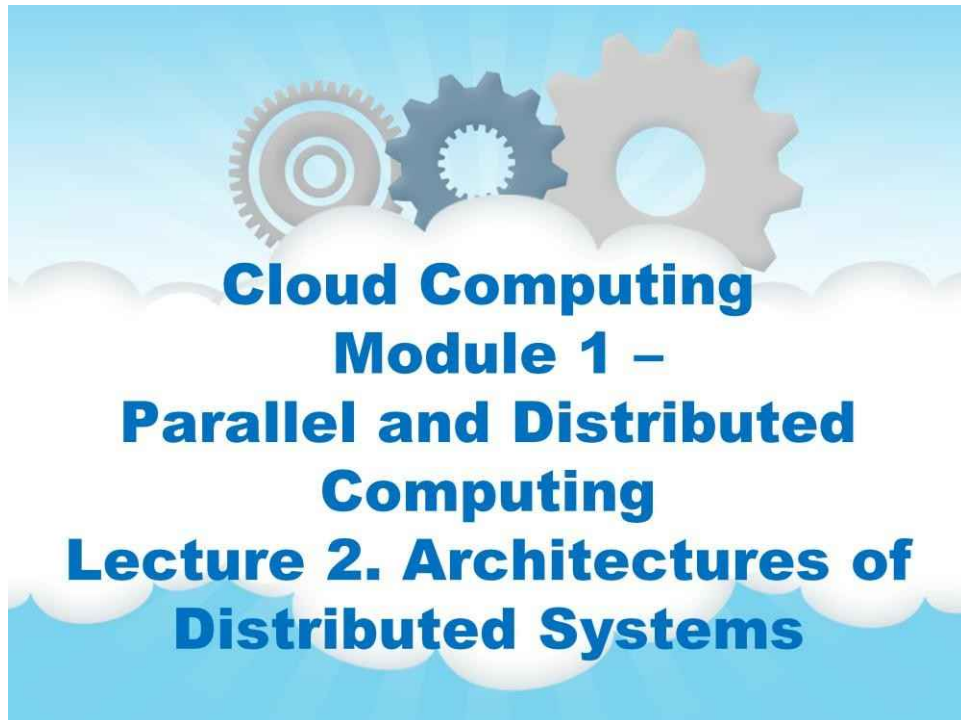 Cloud Computing
Module 1 –
Parallel and Distributed
Computing
Lecture 2. Architectures of
Distributed Systems